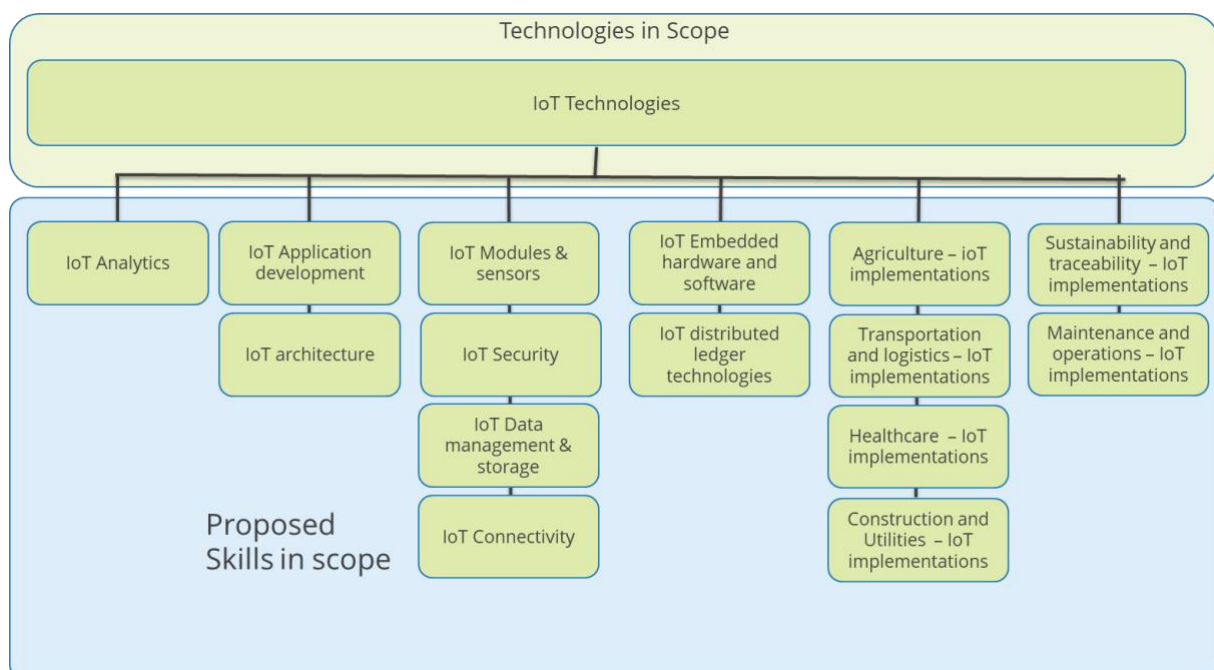 Technologies in Scope
IoT Technologies
IoT Analytics
IoT Application
development
IoT architecture
IoT Modules &
sensors
IoT Security
IoT Data
management &
storage
IoT Connectivity
IoT Embedded
hardware and
software
IoT distributed
ledger
technologies
Agriculture – ioT
implementations
Transportation
and logistics – IoT
implementations
Healthcare – IoT
implementations
Construction and
Utilities – IoT
implementations
Sustainability and
traceability – IoT
implementations
Maintenance and
operations – IoT
implementations
Proposed
Skills in scope